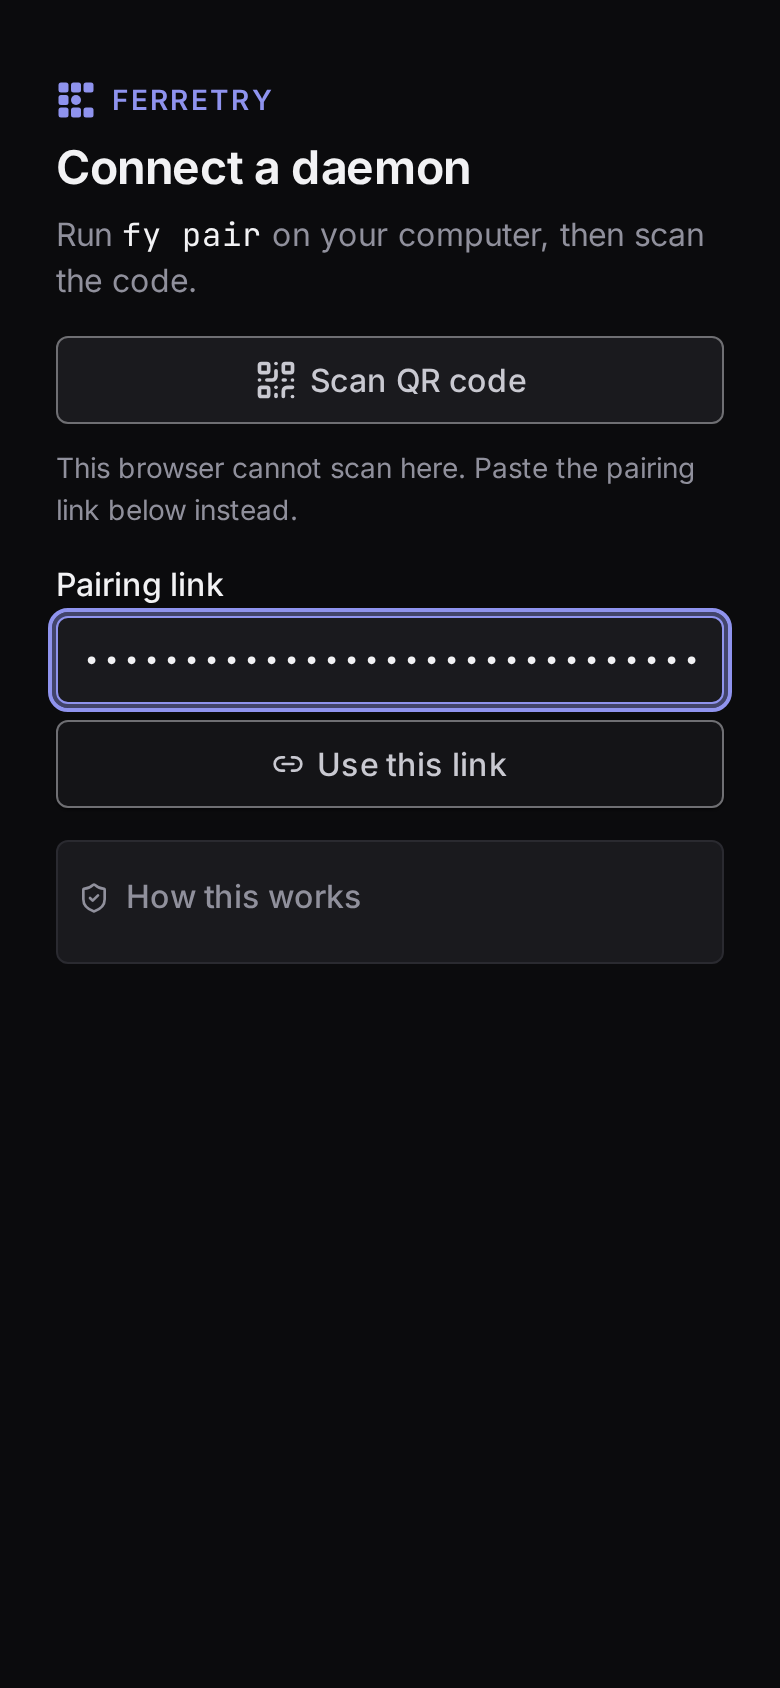 FERRETRY
Connect a daemon
Run fy pair on your computer, then scan
the code.
Scan QR code
This browser cannot scan here. Paste the pairing
link below instead.
Pairing link
•••••••••••••••••••••••••••••••
Use this link
How this works